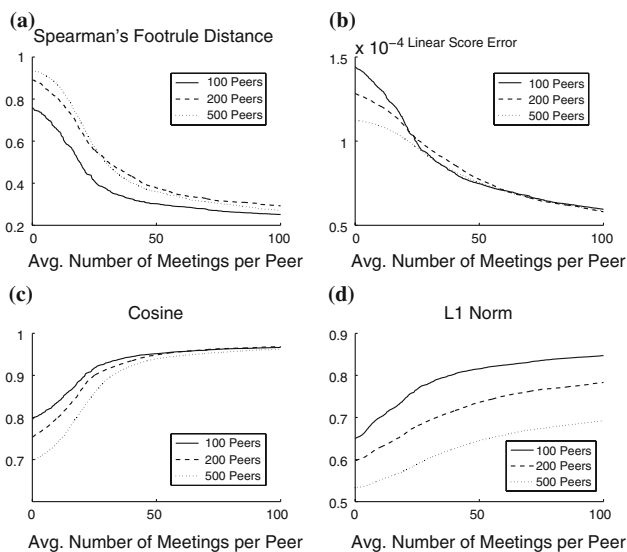 (a)
Spearman's Footrule Distance
1
0.8
0.6
0.4
0.2
0
50
100
100 Peers
200 Peers
500 Peers
Avg. Number of Meetings per Peer
(b)
x 10⁻⁴ Linear Score Error
1.5
1
0.5
0
50
100
100 Peers
200 Peers
500 Peers
Avg. Number of Meetings per Peer
(c)
Cosine
1
0.9
0.8
0.7
0
50
100
100 Peers
200 Peers
500 Peers
Avg. Number of Meetings per Peer
(d)
L1 Norm
0.9
0.8
0.7
0.6
0.5
0
50
100
100 Peers
200 Peers
500 Peers
Avg. Number of Meetings per Peer